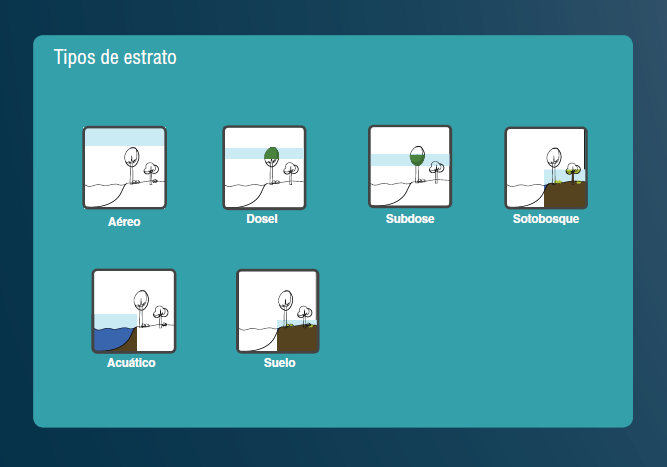 Tipos de estrato
Aéreo
Dosel
Subdose
Sotobosque
Acuático
Suelo